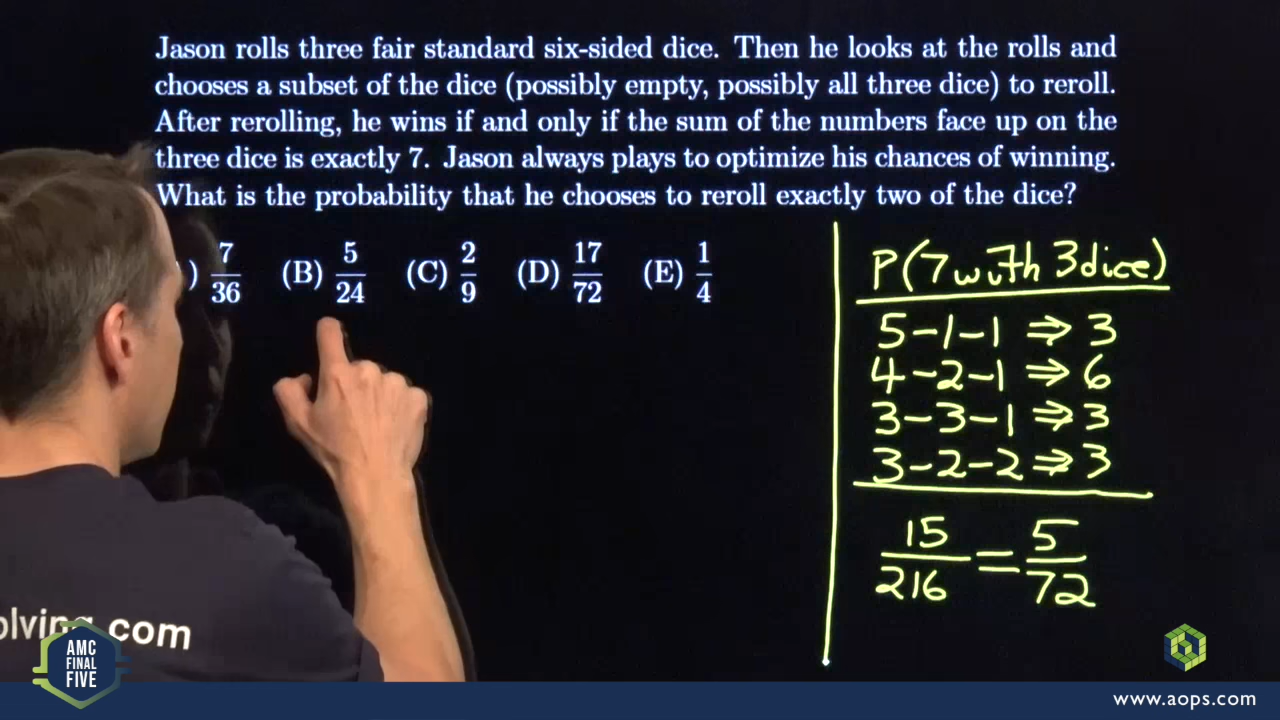 Jason rolls three fair standard six-sided dice. Then he looks at the rolls and
chooses a subset of the dice (possibly empty, possibly all three dice) to reroll.
After rerolling, he wins if and only if the sum of the numbers face up on the
three dice is exactly 7. Jason always plays to optimize his chances of winning.
What is the probability that he chooses to reroll exactly two of the dice?
) 7/36 (B) 5/24 (C) 2/9 (D) 17/72 (E) 1/4
P(7 with 3 dice)
5-1-1 ⇒ 3
4-2-1 ⇒ 6
3-3-1 ⇒ 3
3-2-2 ⇒ 3
15/216 = 5/72
.com
AMC
FINAL
FIVE
www.aops.com